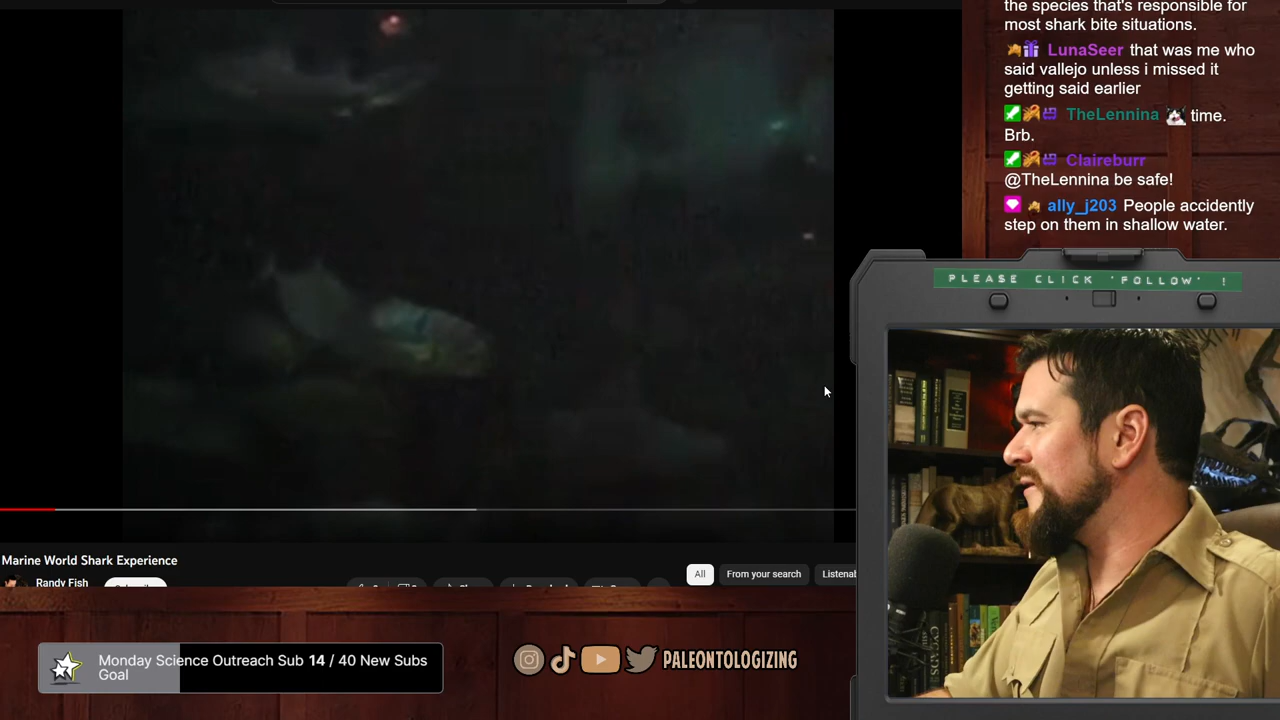 the species that's responsible for
most shark bite situations.
LunaSeer that was me who
said vallejo unless i missed it
getting said earlier
TheLennina time.
Brb.
Claireburr
@TheLennina be safe!
ally_j203 People accidently
step on them in shallow water.
PLEASE CLICK 'FOLLOW' !
Marine World Shark Experience
Randy Fish
All
From your search
Listenab
Monday Science Outreach Sub 14 / 40 New Subs
Goal
PALEONTOLOGIZING
CYCADS